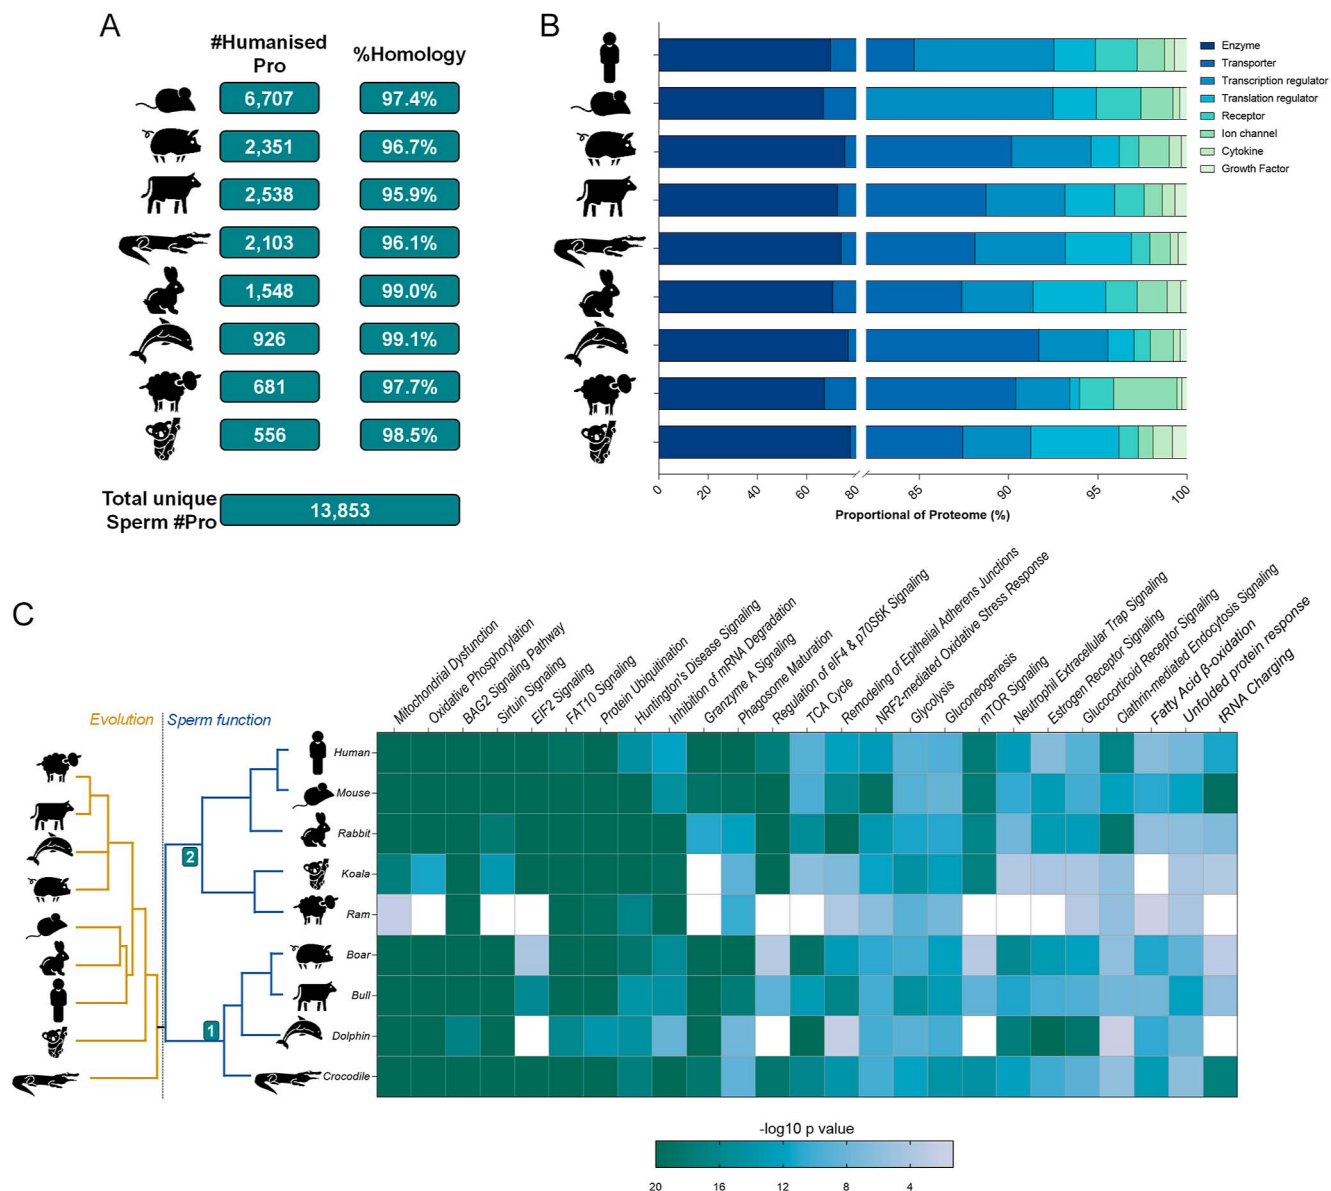 A
#Humanised
Pro
%Homology
6,707
97.4%
2,351
96.7%
2,538
95.9%
2,103
96.1%
1,548
99.0%
926
99.1%
681
97.7%
556
98.5%
Total unique
Sperm #Pro
13,853
B
Enzyme
Transporter
Transcription regulator
Translation regulator
Receptor
Ion channel
Cytokine
Growth Factor
0
20
40
60
80
85
90
95
100
Proportional of Proteome (%)
C
Evolution
Sperm function
2
1
Mitochondrial Dysfunction
Oxidative Phosphorylation
BAG2 Signaling Pathway
Sirtuin Signaling
EIF2 Signaling
FAT10 Signaling
Protein Ubiquitination
Huntington's Disease Signaling
Inhibition of mRNA Degradation
Granzyme A Signaling
Phagosome Maturation
Regulation of eIF4 & p70S6K Signaling
TCA Cycle
Remodeling of Epithelial Adherens Junctions
NRF2-mediated Oxidative Stress Response
Glycolysis
Gluconeogenesis
mTOR Signaling
Neutrophil Extracellular Trap Signaling
Estrogen Receptor Signaling
Glucocorticoid Receptor Signaling
Clathrin-mediated Endocytosis Signaling
Fatty Acid β-oxidation
Unfolded protein response
tRNA Charging
Human
Mouse
Rabbit
Koala
Ram
Boar
Bull
Dolphin
Crocodile
-log10 p value
20
16
12
8
4